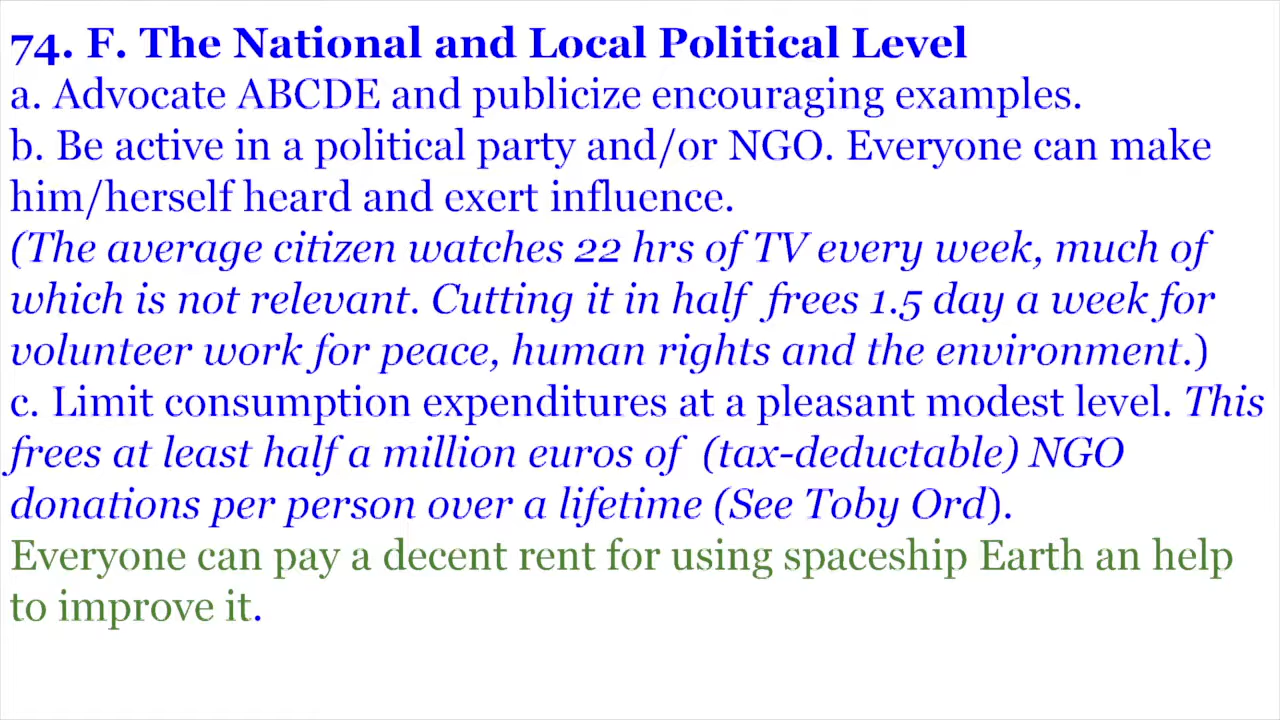 74. F. The National and Local Political Level
a. Advocate ABCDE and publicize encouraging examples.
b. Be active in a political party and/or NGO. Everyone can make
him/herself heard and exert influence.
(The average citizen watches 22 hrs of TV every week, much of
which is not relevant. Cutting it in half  frees 1.5 day a week for
volunteer work for peace, human rights and the environment.)
c. Limit consumption expenditures at a pleasant modest level. This
frees at least half a million euros of  (tax-deductable) NGO
donations per person over a lifetime (See Toby Ord).
Everyone can pay a decent rent for using spaceship Earth an help
to improve it.